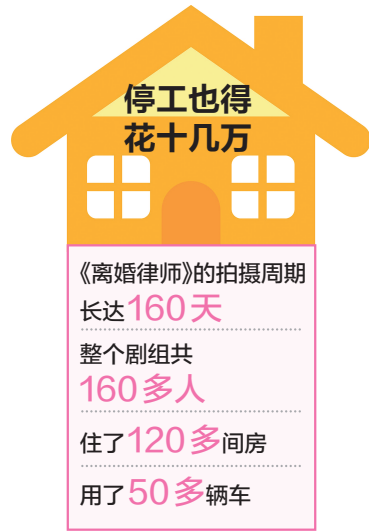 停工也得
花十几万
《离婚律师》的拍摄周期
长达160天
整个剧组共
160多人
住了120多间房
用了50多辆车